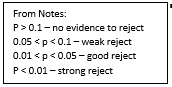 From Notes:
P > 0.1 – no evidence to reject
0.05 < p < 0.1 – weak reject
0.01 < p < 0.05 – good reject
P < 0.01 – strong reject